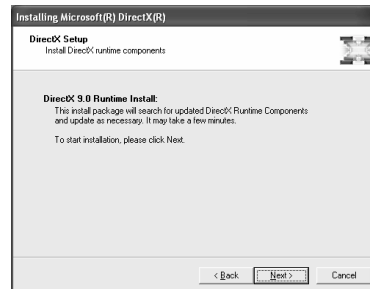 Installing Microsoft(R) DirectX(R)
DirectX Setup
Install DirectX runtime components
DirectX 9.0 Runtime Install:
This install package will search for updated DirectX Runtime Components
and update as necessary. It may take a few minutes.
To start installation, please click Next.
< Back Next > Cancel